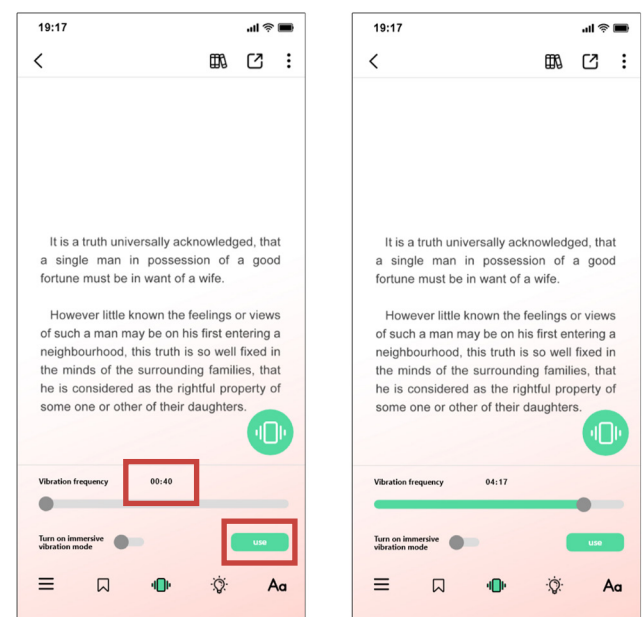 19:17
It is a truth universally acknowledged, that
a single man in possession of a good
fortune must be in want of a wife.
However little known the feelings or views
of such a man may be on his first entering a
neighbourhood, this truth is so well fixed in
the minds of the surrounding families, that
he is considered as the rightful property of
some one or other of their daughters.
Vibration frequency 00:40
Turn on immersive
vibration mode
use
Aa
19:17
It is a truth universally acknowledged, that
a single man in possession of a good
fortune must be in want of a wife.
However little known the feelings or views
of such a man may be on his first entering a
neighbourhood, this truth is so well fixed in
the minds of the surrounding families, that
he is considered as the rightful property of
some one or other of their daughters.
Vibration frequency 04:17
Turn on immersive
vibration mode
use
Aa